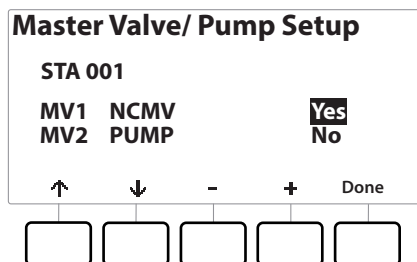 Master Valve/ Pump Setup
STA 001
MV1 NCMV Yes
MV2 PUMP No
↑ ↓ - + Done